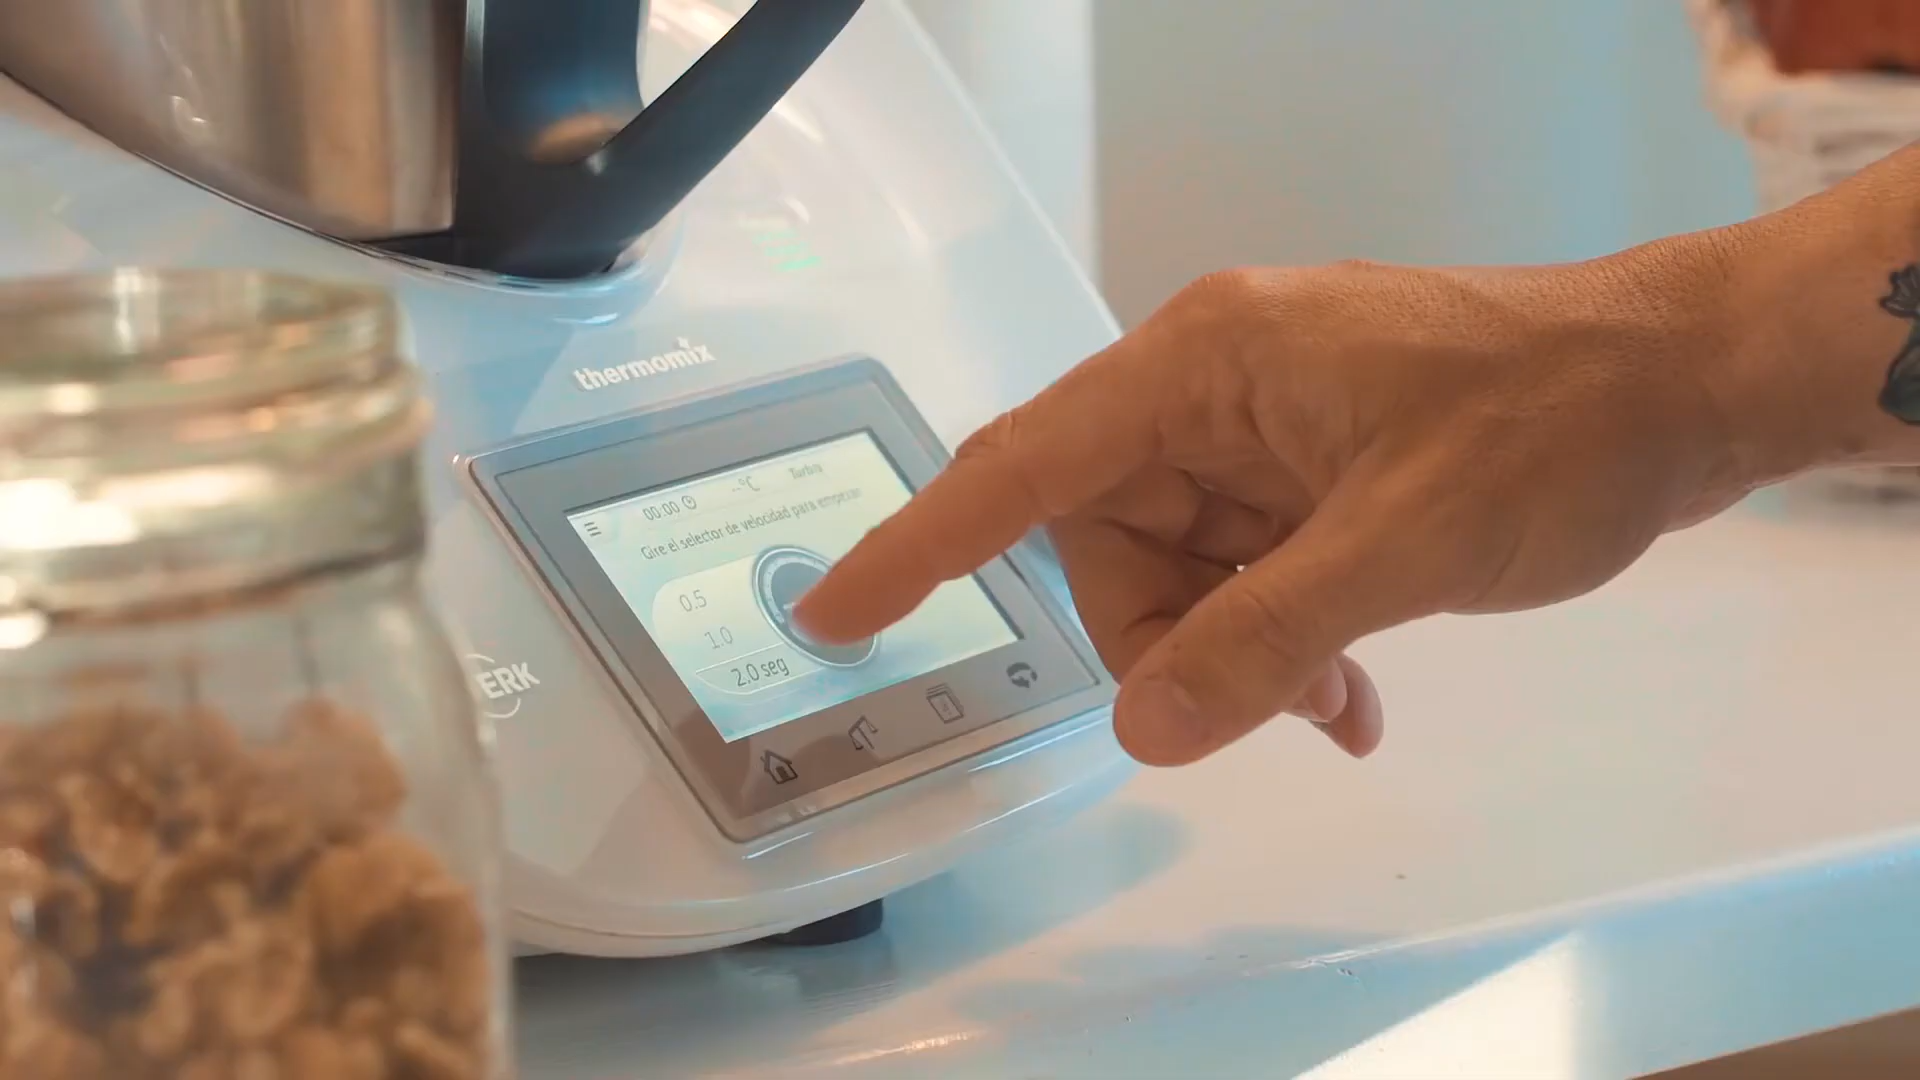 thermomix
00:00 --°C Turbo
Gire el selector de velocidad para empezar
0.5
1.0
2.0 seg
ERK